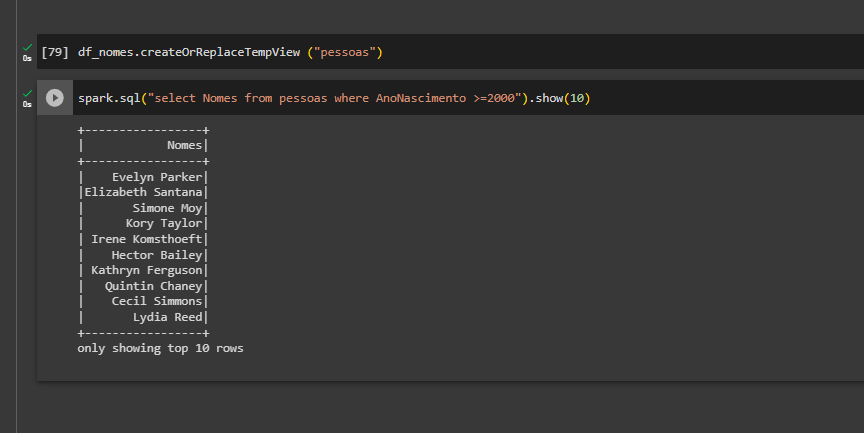 [79] df_nomes.createOrReplaceTempView ("pessoas")
0s
spark.sql("select Nomes from pessoas where AnoNascimento >=2000").show(10)
0s
+-----------------+
|            Nomes|
+-----------------+
|    Evelyn Parker|
|Elizabeth Santana|
|       Simone Moy|
|      Kory Taylor|
| Irene Komsthoeft|
|    Hector Bailey|
| Kathryn Ferguson|
|   Quintin Chaney|
|    Cecil Simmons|
|       Lydia Reed|
+-----------------+
only showing top 10 rows